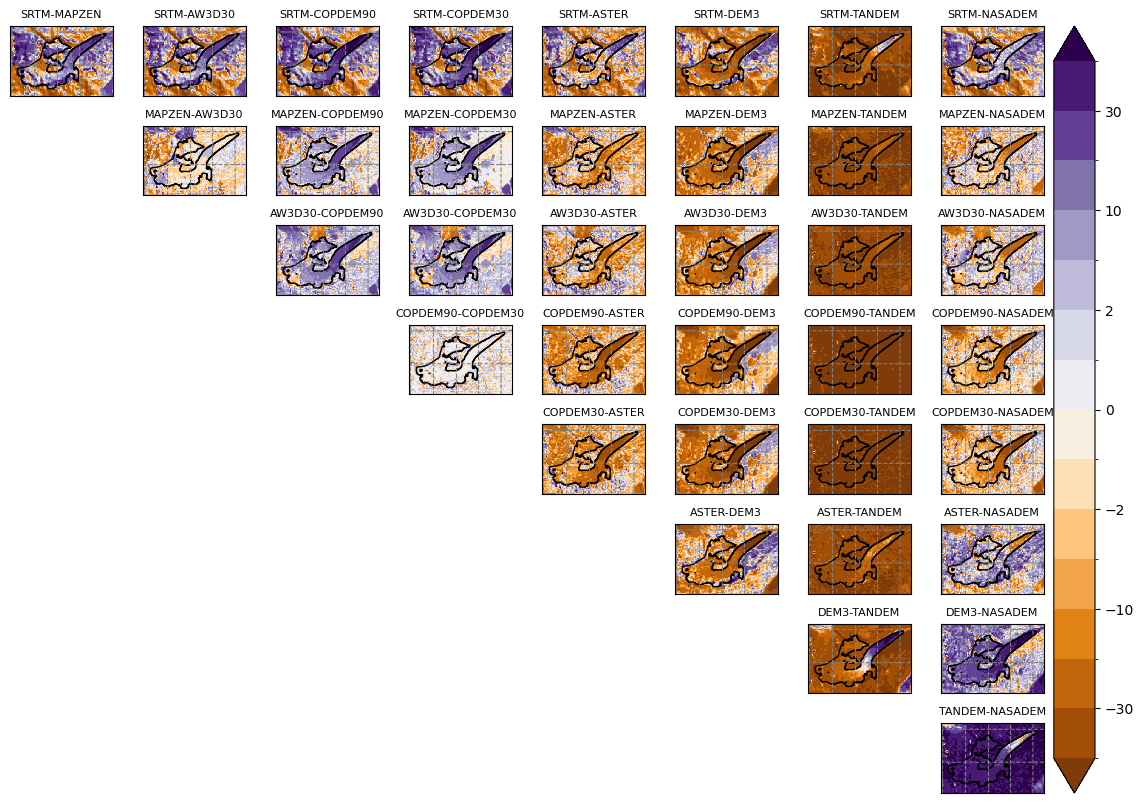 SRTM-MAPZEN SRTM-AW3D30 SRTM-COPDEM90 SRTM-COPDEM30 SRTM-ASTER SRTM-DEM3 SRTM-TANDEM SRTM-NASADEM
MAPZEN-AW3D30 MAPZEN-COPDEM90 MAPZEN-COPDEM30 MAPZEN-ASTER MAPZEN-DEM3 MAPZEN-TANDEM MAPZEN-NASADEM
AW3D30-COPDEM90 AW3D30-COPDEM30 AW3D30-ASTER AW3D30-DEM3 AW3D30-TANDEM AW3D30-NASADEM
COPDEM90-COPDEM30 COPDEM90-ASTER COPDEM90-DEM3 COPDEM90-TANDEM COPDEM90-NASADEM
COPDEM30-ASTER COPDEM30-DEM3 COPDEM30-TANDEM COPDEM30-NASADEM
ASTER-DEM3 ASTER-TANDEM ASTER-NASADEM
DEM3-TANDEM DEM3-NASADEM
TANDEM-NASADEM
30
10
2
0
−2
−10
−30